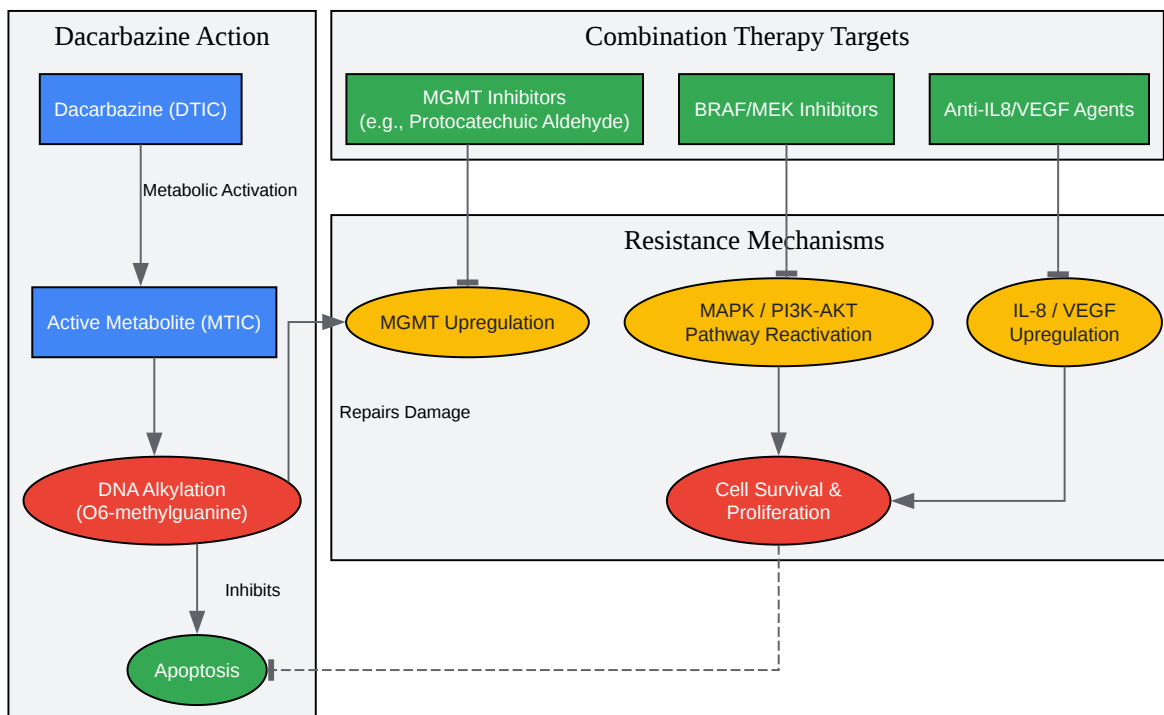 Dacarbazine Action
Dacarbazine (DTIC)
Metabolic Activation
Active Metabolite (MTIC)
DNA Alkylation
(O6-methylguanine)
Inhibits
Apoptosis
Combination Therapy Targets
MGMT Inhibitors
(e.g., Protocatechuic Aldehyde)
BRAF/MEK Inhibitors
Anti-IL8/VEGF Agents
Resistance Mechanisms
MGMT Upregulation
MAPK / PI3K-AKT
Pathway Reactivation
IL-8 / VEGF
Upregulation
Repairs Damage
Cell Survival &
Proliferation